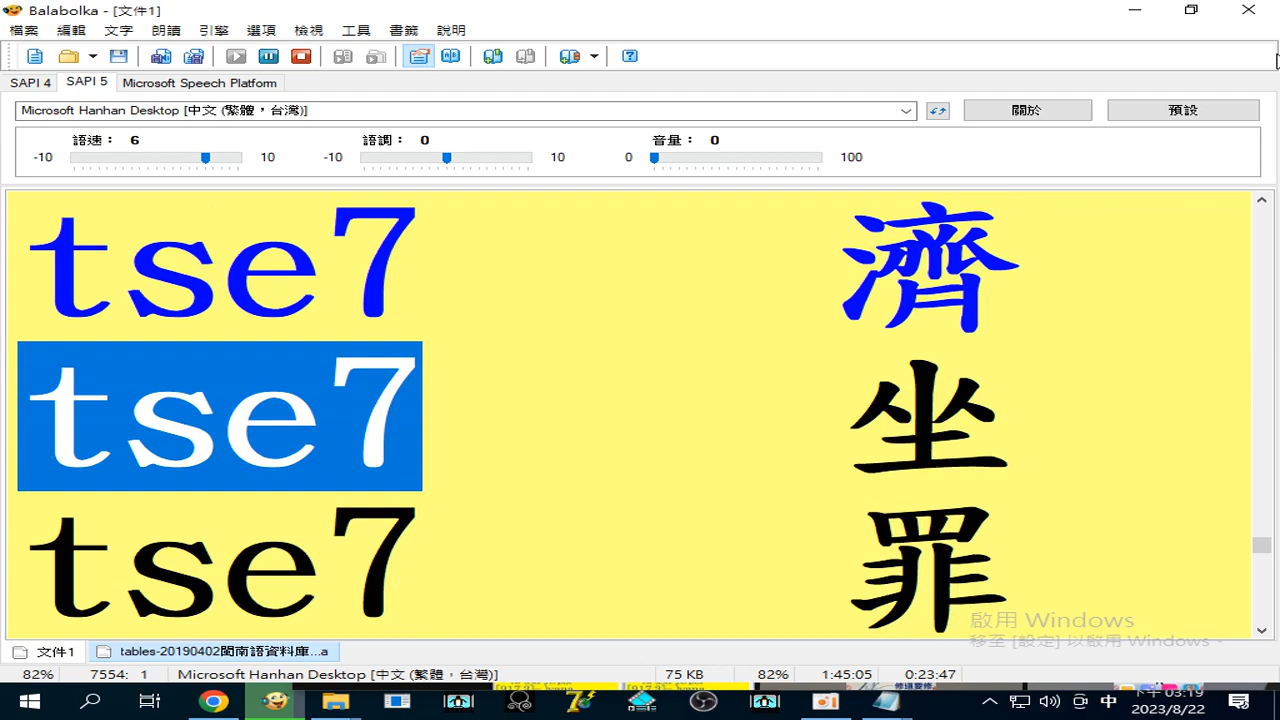 Balabolka - [文件1]
檔案 編輯 文字 朗讀 引擎 選項 檢視 工具 書籤 說明
SAPI 4 SAPI 5 Microsoft Speech Platform
Microsoft Hanhan Desktop [中文 (繁體，台灣)] 關於 預設
語速： 6 語調： 0 音量： 0
-10 10 -10 10 0 100
tse7 濟
tse7 坐
tse7 罪
啟用 Windows
移至 [設定] 以啟用 Windows。
文件1 tables-20190402閩南語資料庫...a
82% 7554: 1 Microsoft Hanhan Desktop [中文 (繁體，台灣)] 75 KB 82% 1:45:05 0:23:47
中 下午 03:19
2023/8/22